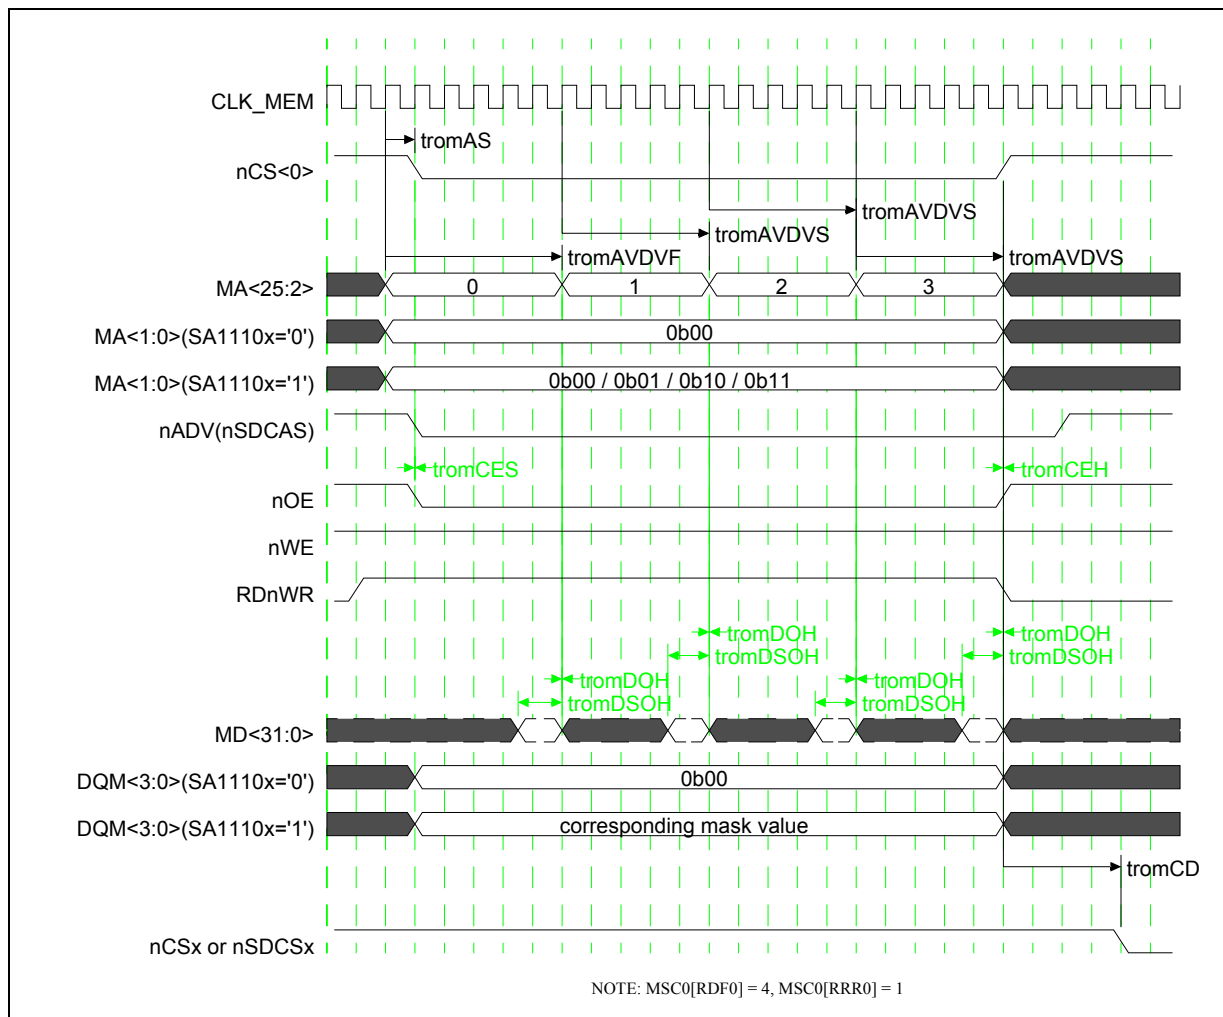 CLK_MEM
tromAS
nCS<0>
tromAVDVS
tromAVDVS
tromAVDVF
tromAVDVS
MA<25:2>
0
1
2
3
MA<1:0>(SA1110x='0')
0b00
MA<1:0>(SA1110x='1')
0b00 / 0b01 / 0b10 / 0b11
nADV(nSDCAS)
tromCES
tromCEH
nOE
nWE
RDnWR
tromDOH
tromDOH
tromDSOH
tromDSOH
tromDOH
tromDOH
tromDSOH
tromDSOH
MD<31:0>
DQM<3:0>(SA1110x='0')
0b00
DQM<3:0>(SA1110x='1')
corresponding mask value
tromCD
nCSx or nSDCSx
NOTE: MSC0[RDF0] = 4, MSC0[RRR0] = 1